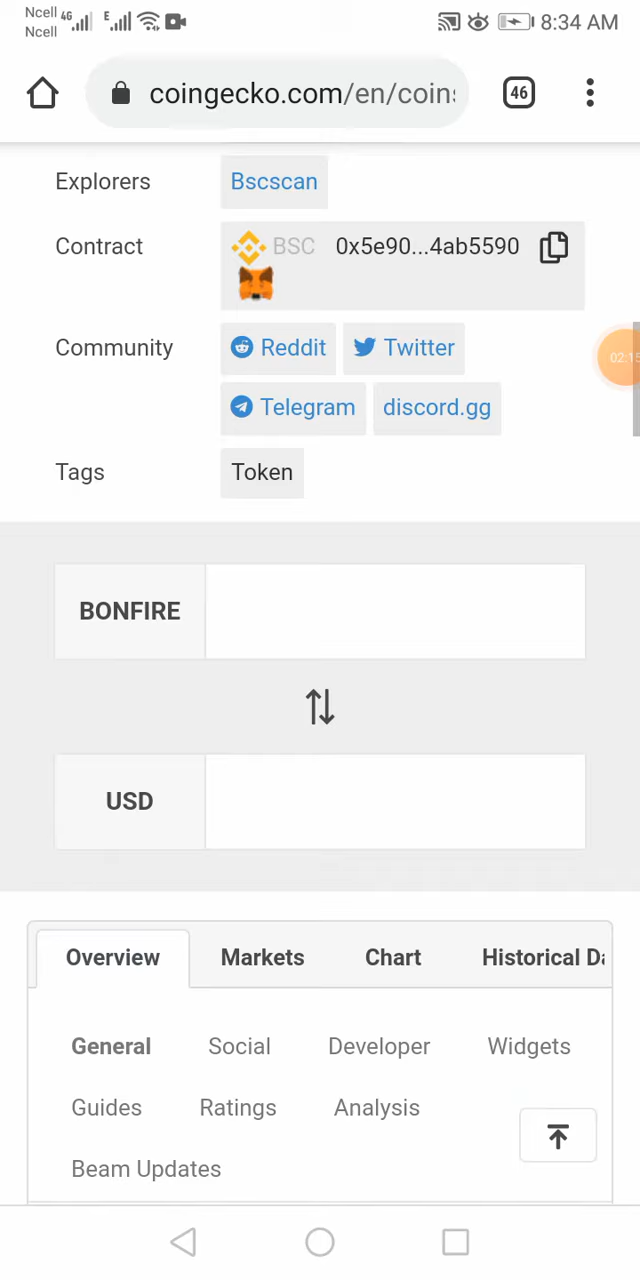 Ncell 4G E 8:34 AM
Ncell
coingecko.com/en/coin
46
Explorers Bscscan
Contract BSC 0x5e90...4ab5590
Community Reddit Twitter
02:15
Telegram discord.gg
Tags Token
BONFIRE
USD
Overview Markets Chart Historical Da
General Social Developer Widgets
Guides Ratings Analysis
Beam Updates